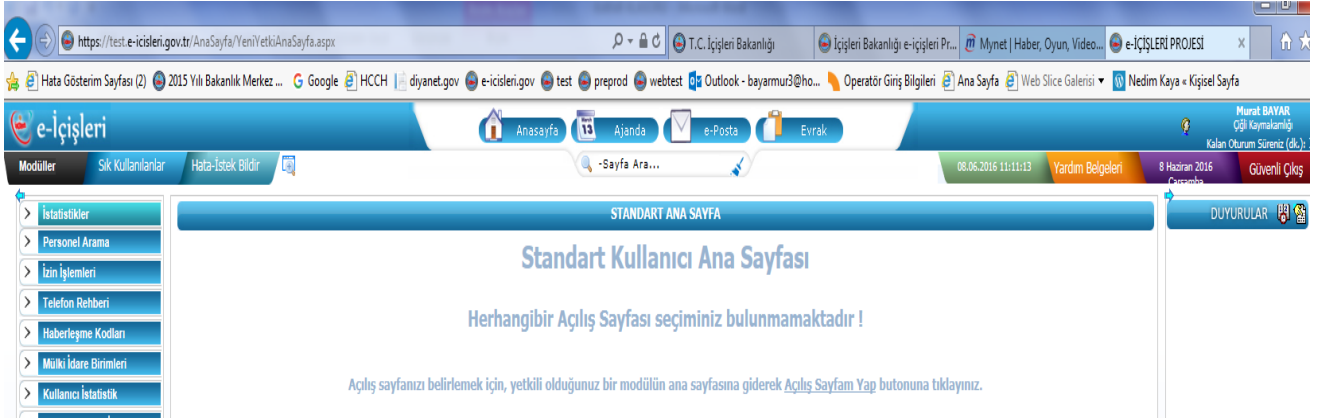 https://test.e-icisleri.gov.tr/AnaSayfa/YeniYetkiAnaSayfa.aspx
T.C. İçişleri Bakanlığı
İçişleri Bakanlığı e-içişleri Pr...
Mynet | Haber, Oyun, Video...
e-İÇİŞLERİ PROJESİ
Hata Gösterim Sayfası (2)
2015 Yılı Bakanlık Merkez ...
Google
HCCH
diyanet.gov
e-icisleri.gov
test
preprod
webtest
Outlook - bayarmur3@ho...
Operatör Giriş Bilgileri
Ana Sayfa
Web Slice Galerisi
Nedim Kaya « Kişisel Sayfa
e-İçişleri
Anasayfa
13
Ajanda
e-Posta
Evrak
Murat BAYAR
Çiğli Kaymakamlığı
Kalan Oturum Süreniz (dk.):
Modüller
Sık Kullanılanlar
Hata-İstek Bildir
-Sayfa Ara...
08.06.2016 11:11:13
Yardım Belgeleri
8 Haziran 2016
Çarşamba
Güvenli Çıkış
İstatistikler
Personel Arama
İzin İşlemleri
Telefon Rehberi
Haberleşme Kodları
Mülki İdare Birimleri
Kullanıcı İstatistik
STANDART ANA SAYFA
Standart Kullanıcı Ana Sayfası
Herhangibir Açılış Sayfası seçiminiz bulunmamaktadır !
Açılış sayfanızı belirlemek için, yetkili olduğunuz bir modülün ana sayfasına giderek Açılış Sayfam Yap butonuna tıklayınız.
DUYURULAR